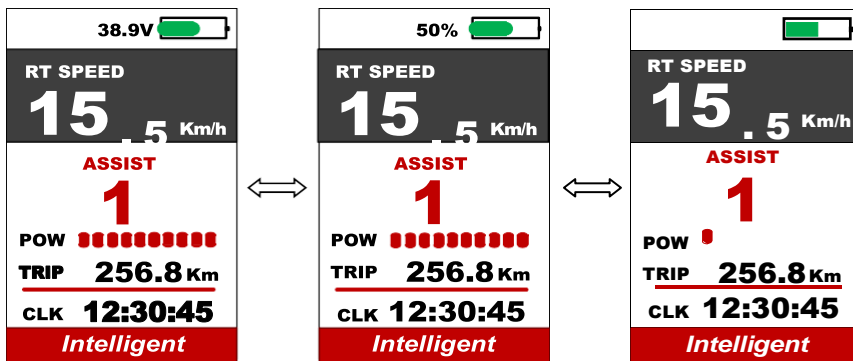 38.9V
RT SPEED
15.5 Km/h
ASSIST
1
POW
TRIP 256.8 Km
CLK 12:30:45
Intelligent
50%
RT SPEED
15.5 Km/h
ASSIST
1
POW
TRIP 256.8 Km
CLK 12:30:45
Intelligent
RT SPEED
15.5 Km/h
ASSIST
1
POW
TRIP 256.8 Km
CLK 12:30:45
Intelligent